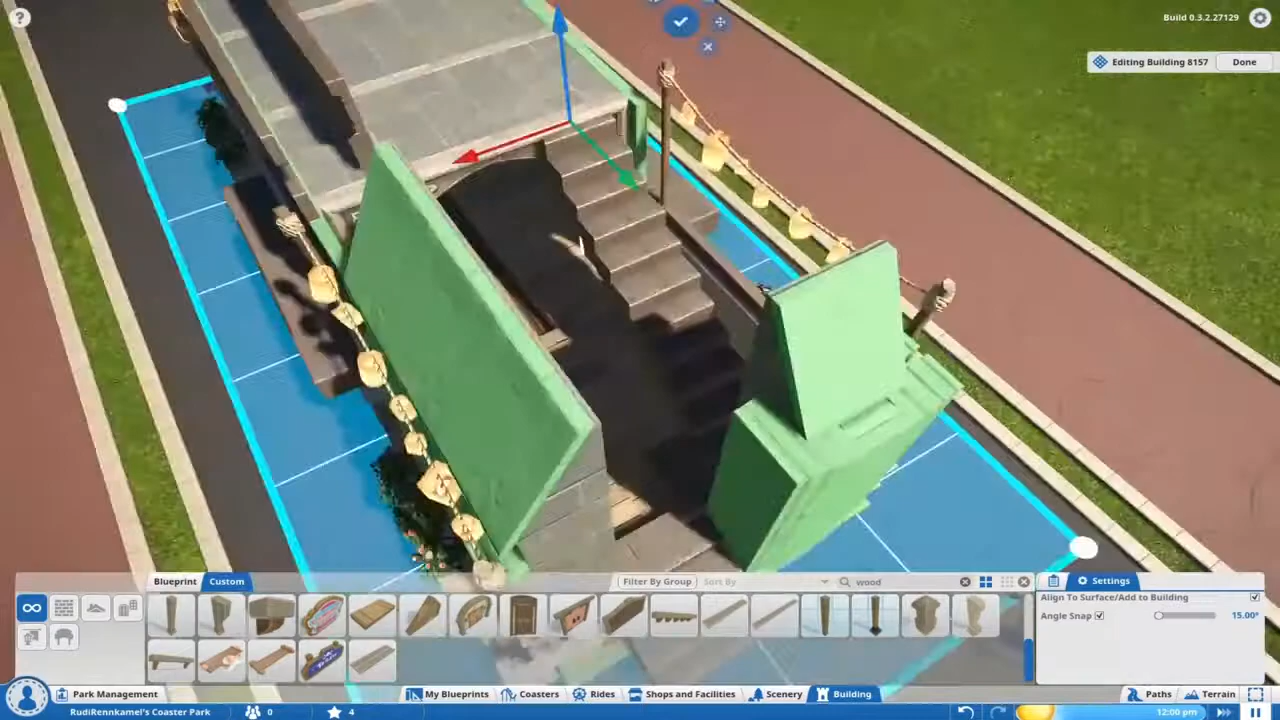 ?
Build 0.3.2.27129
Editing Building 8157
Done
Blueprint
Custom
Filter By Group
Sort By
wood
Settings
Align To Surface/Add to Building
Angle Snap
15.00°
Park Management
My Blueprints
Coasters
Rides
Shops and Facilities
Scenery
Building
Paths
Terrain
RudiRennkamel's Coaster Park
0
4
12:00 pm